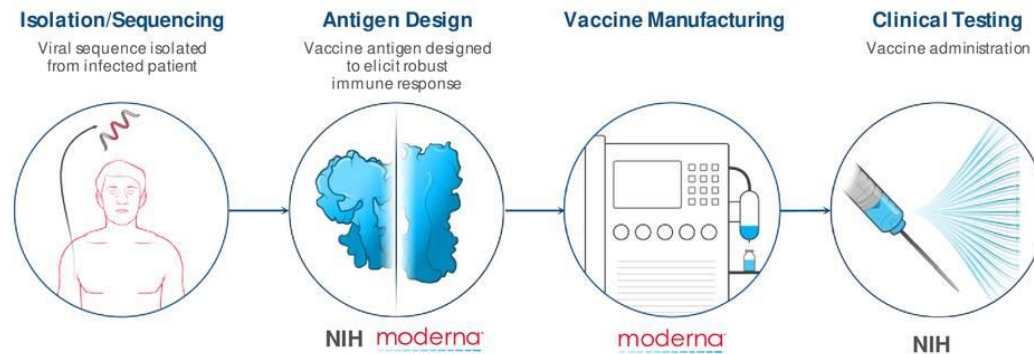 Isolation/Sequencing
Viral sequence isolated
from infected patient
Antigen Design
Vaccine antigen designed
to elicit robust
immune response
Vaccine Manufacturing
Clinical Testing
Vaccine administration
NIH moderna
moderna
NIH